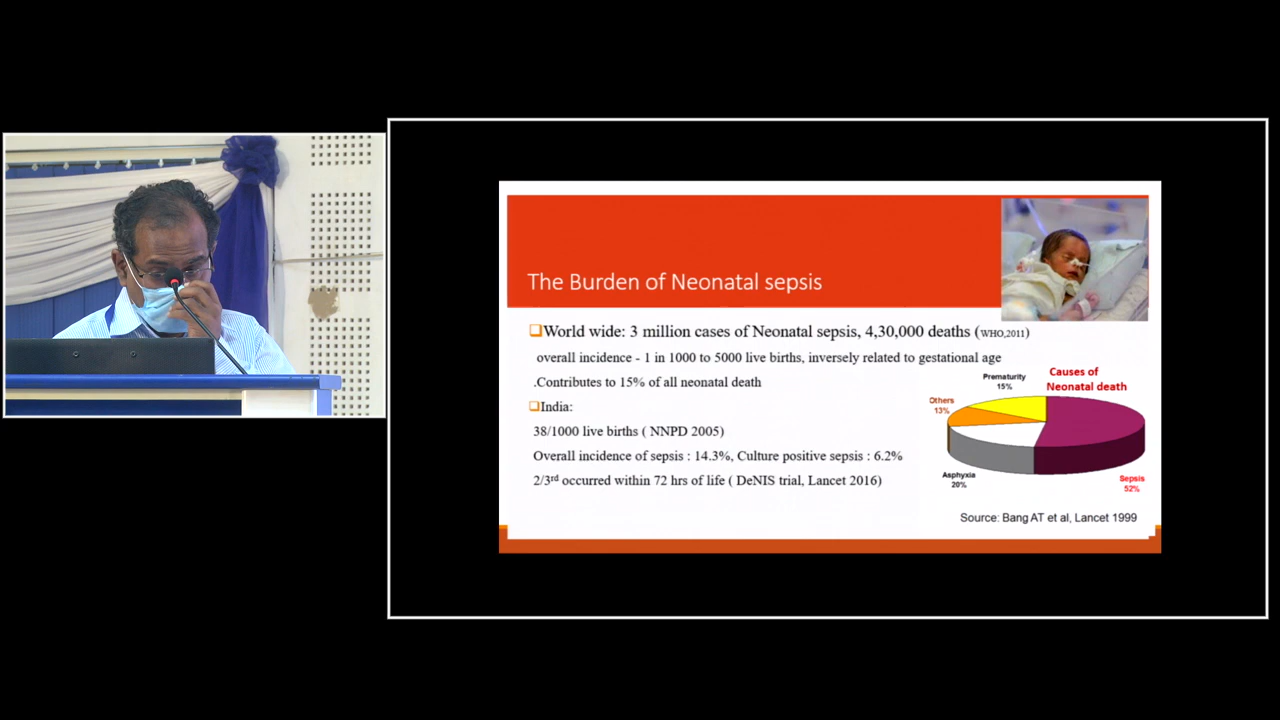 The Burden of Neonatal sepsis
❑World wide: 3 million cases of Neonatal sepsis, 4,30,000 deaths (WHO,2011)
overall incidence - 1 in 1000 to 5000 live births, inversely related to gestational age
.Contributes to 15% of all neonatal death
❑India:
38/1000 live births ( NNPD 2005)
Overall incidence of sepsis : 14.3%, Culture positive sepsis : 6.2%
2/3rd occurred within 72 hrs of life ( DeNIS trial, Lancet 2016)
Causes of
Neonatal death
Prematurity
15%
Others
13%
Asphyxia
20%
Sepsis
52%
Source: Bang AT et al, Lancet 1999